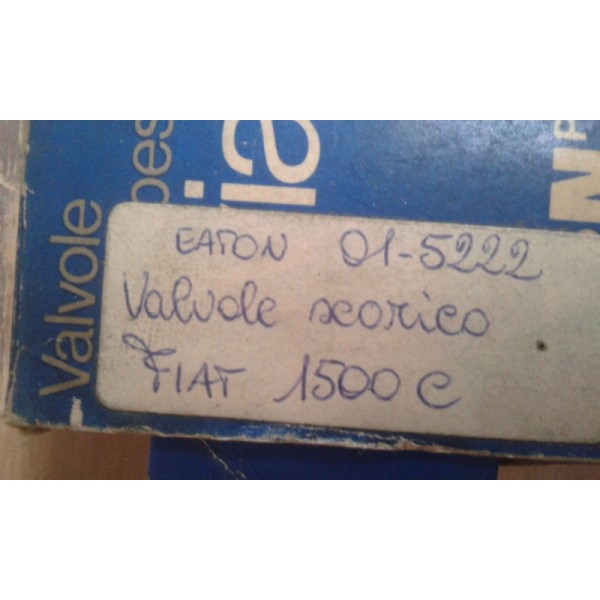 Valvole
EATON 01-5222
Valvole scarico
FIAT 1500 C